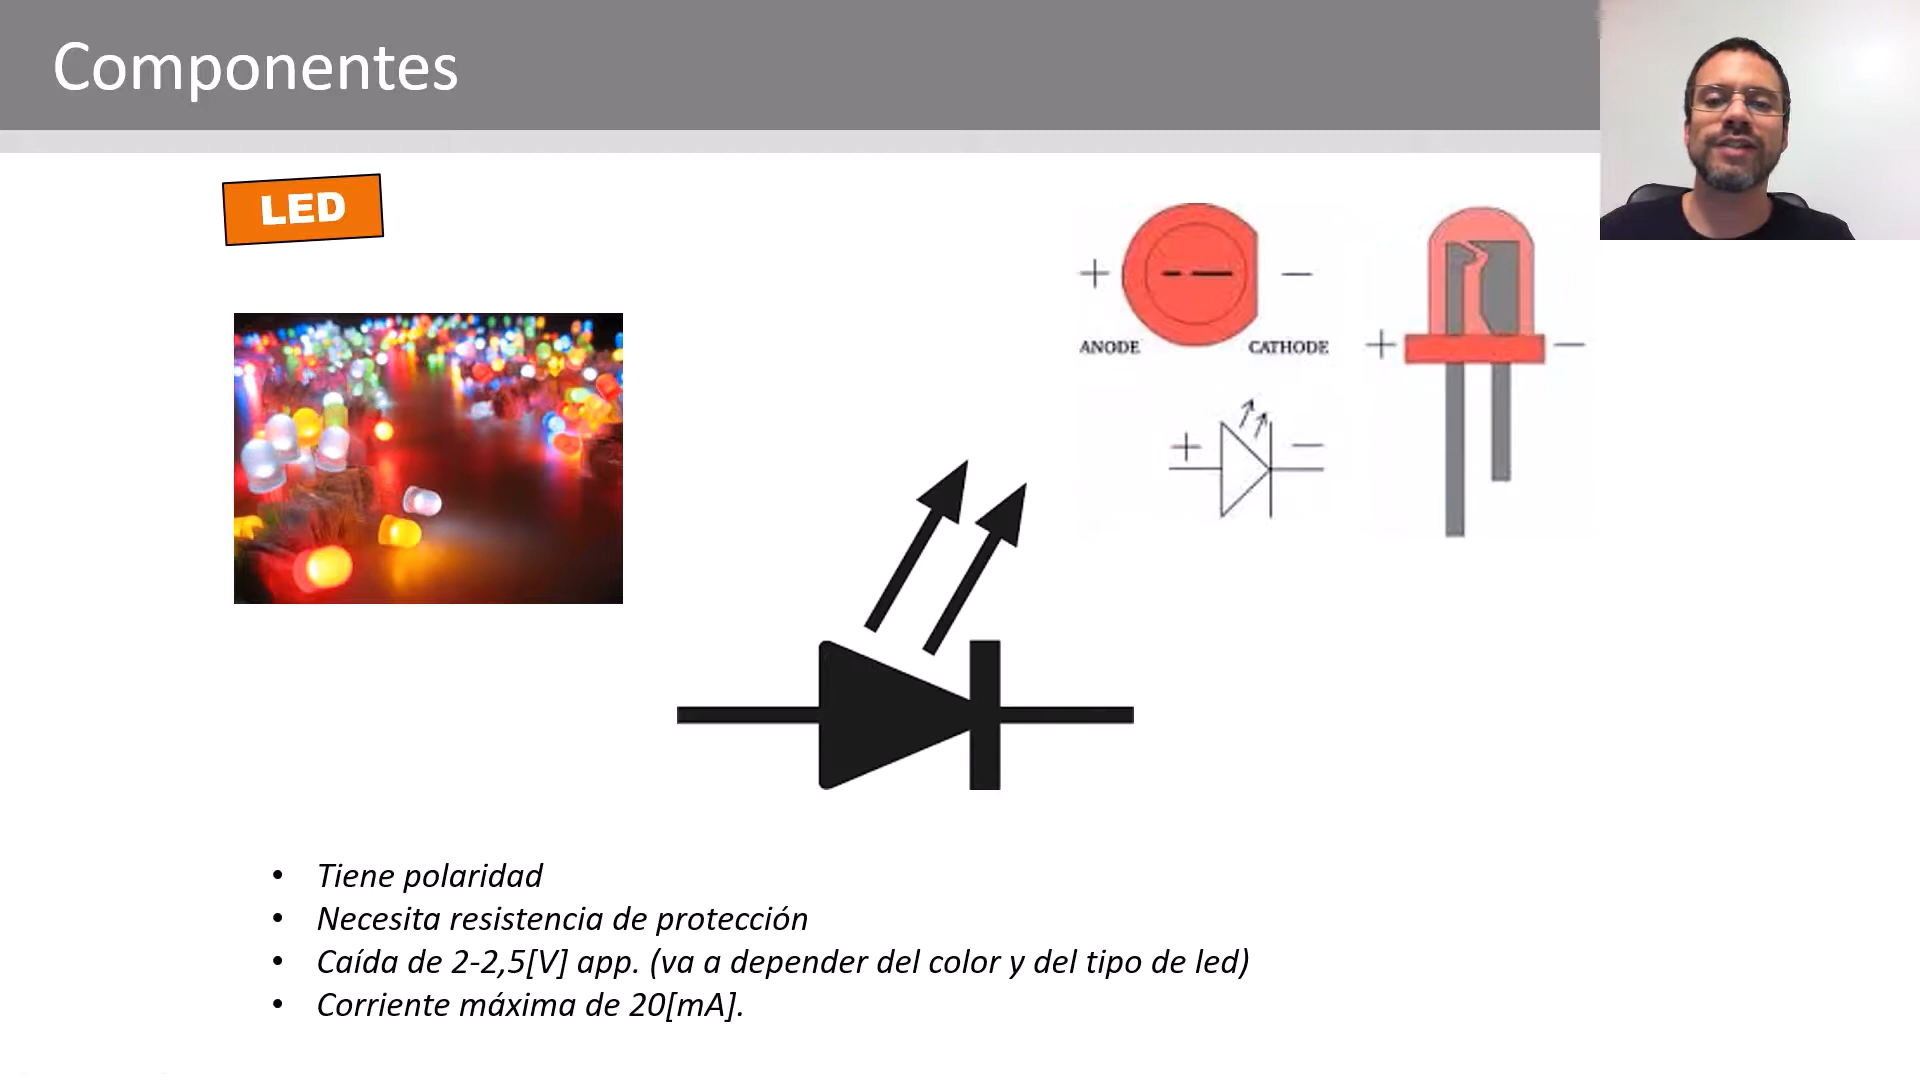 Componentes
LED
+ −
ANODE CATHODE
+ −
+ −
• Tiene polaridad
• Necesita resistencia de protección
• Caída de 2-2,5[V] app. (va a depender del color y del tipo de led)
• Corriente máxima de 20[mA].